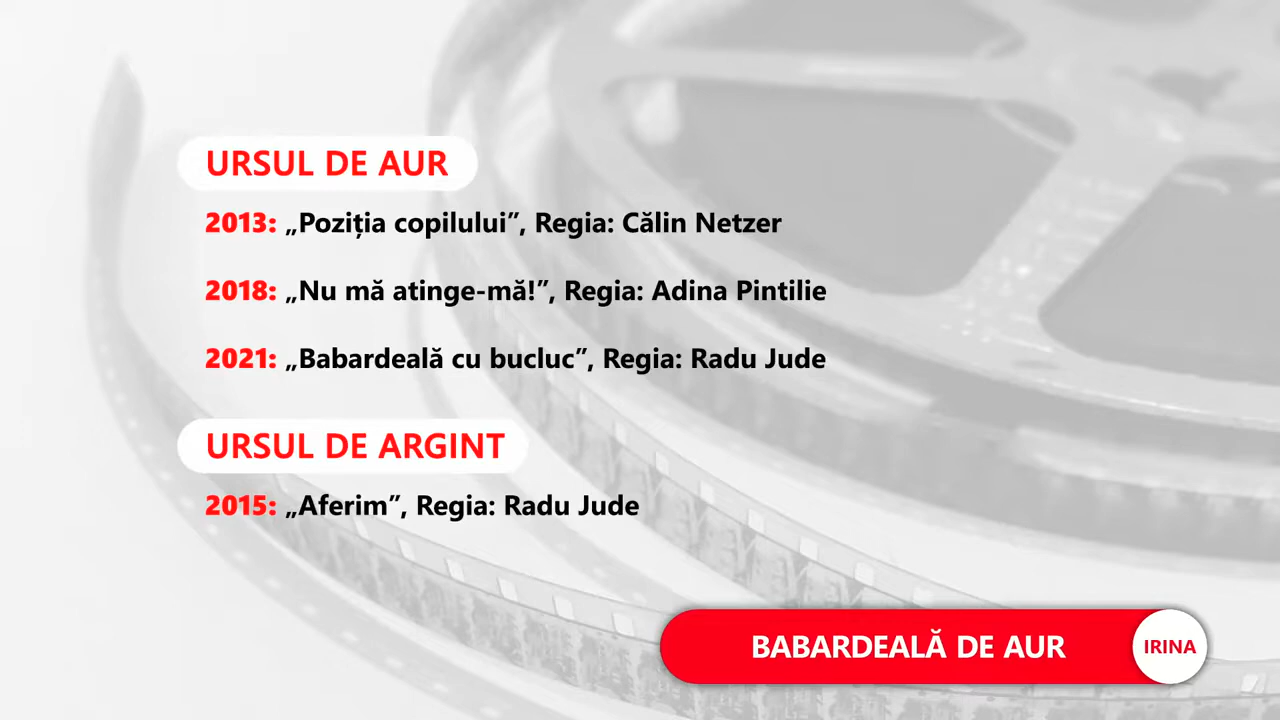 URSUL DE AUR
2013: „Poziția copilului”, Regia: Călin Netzer
2018: „Nu mă atinge-mă!”, Regia: Adina Pintilie
2021: „Babardeală cu bucluc”, Regia: Radu Jude
URSUL DE ARGINT
2015: „Aferim”, Regia: Radu Jude
BABARDEALĂ DE AUR
IRINA